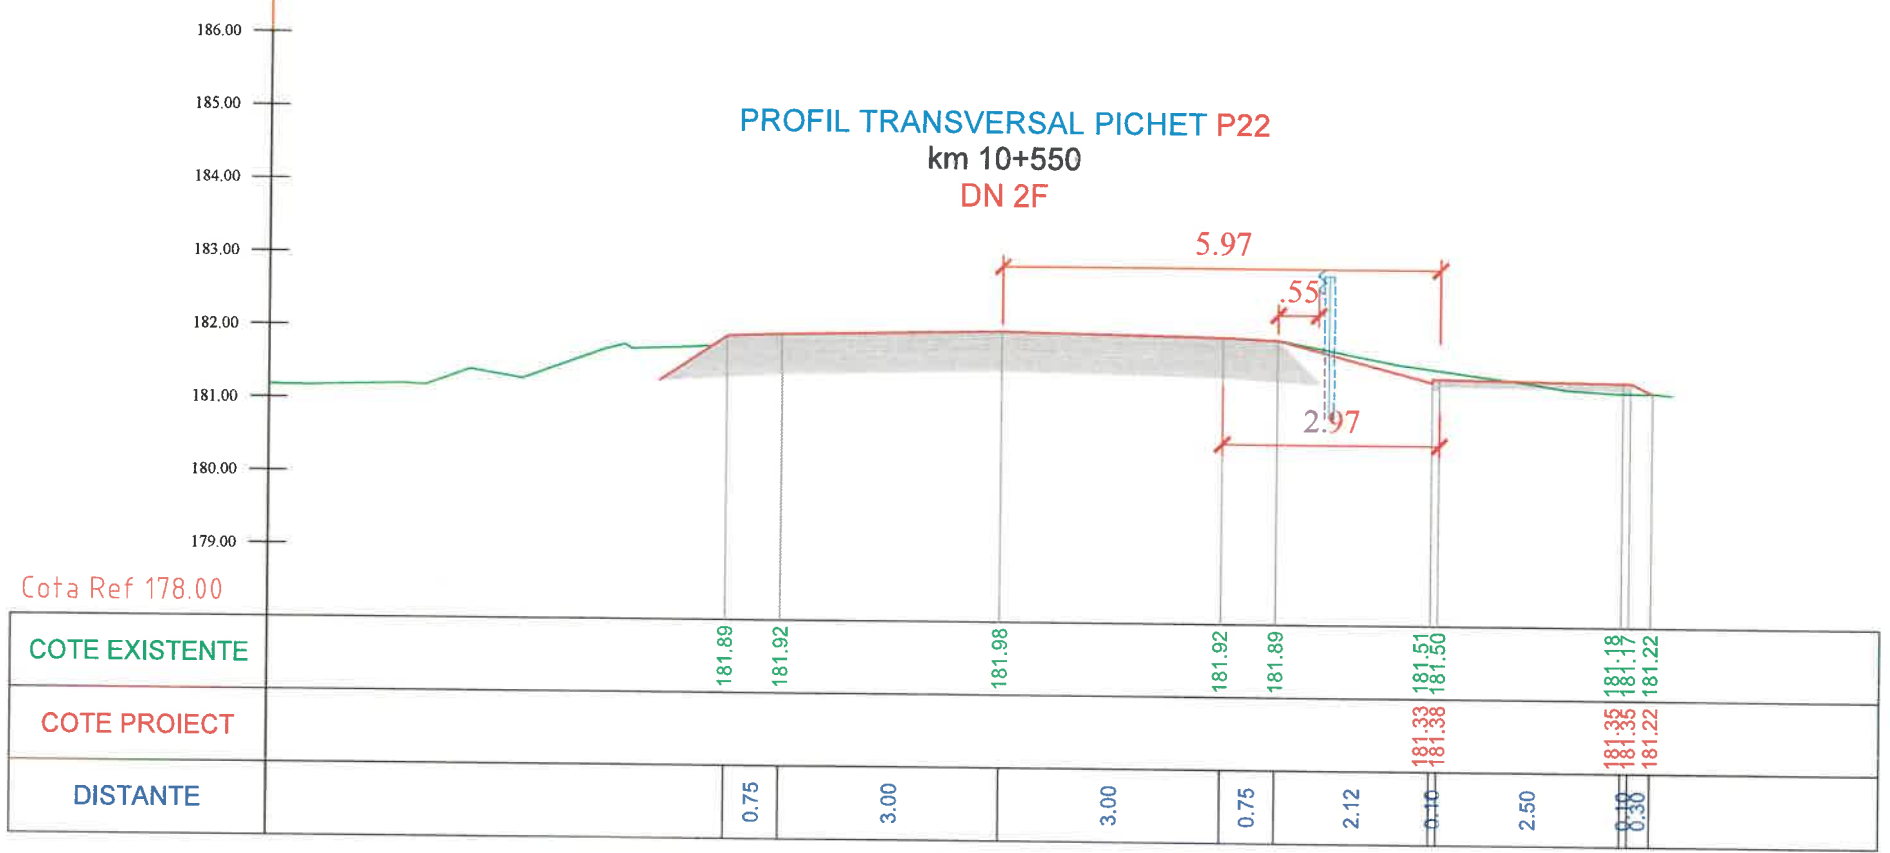 186.00
185.00
184.00
183.00
182.00
181.00
180.00
179.00
PROFIL TRANSVERSAL PICHET P22
km 10+550
DN 2F
5.97
.55
2.97
Cota Ref 178.00
COTE EXISTENTE 181.89 181.92 181.98 181.92 181.89 181.51 181.50 181.18 181.17 181.22
COTE PROIECT 181.33 181.38 181.35 181.35 181.22
DISTANTE 0.75 3.00 3.00 0.75 2.12 0.10 2.50 0.10 0.30